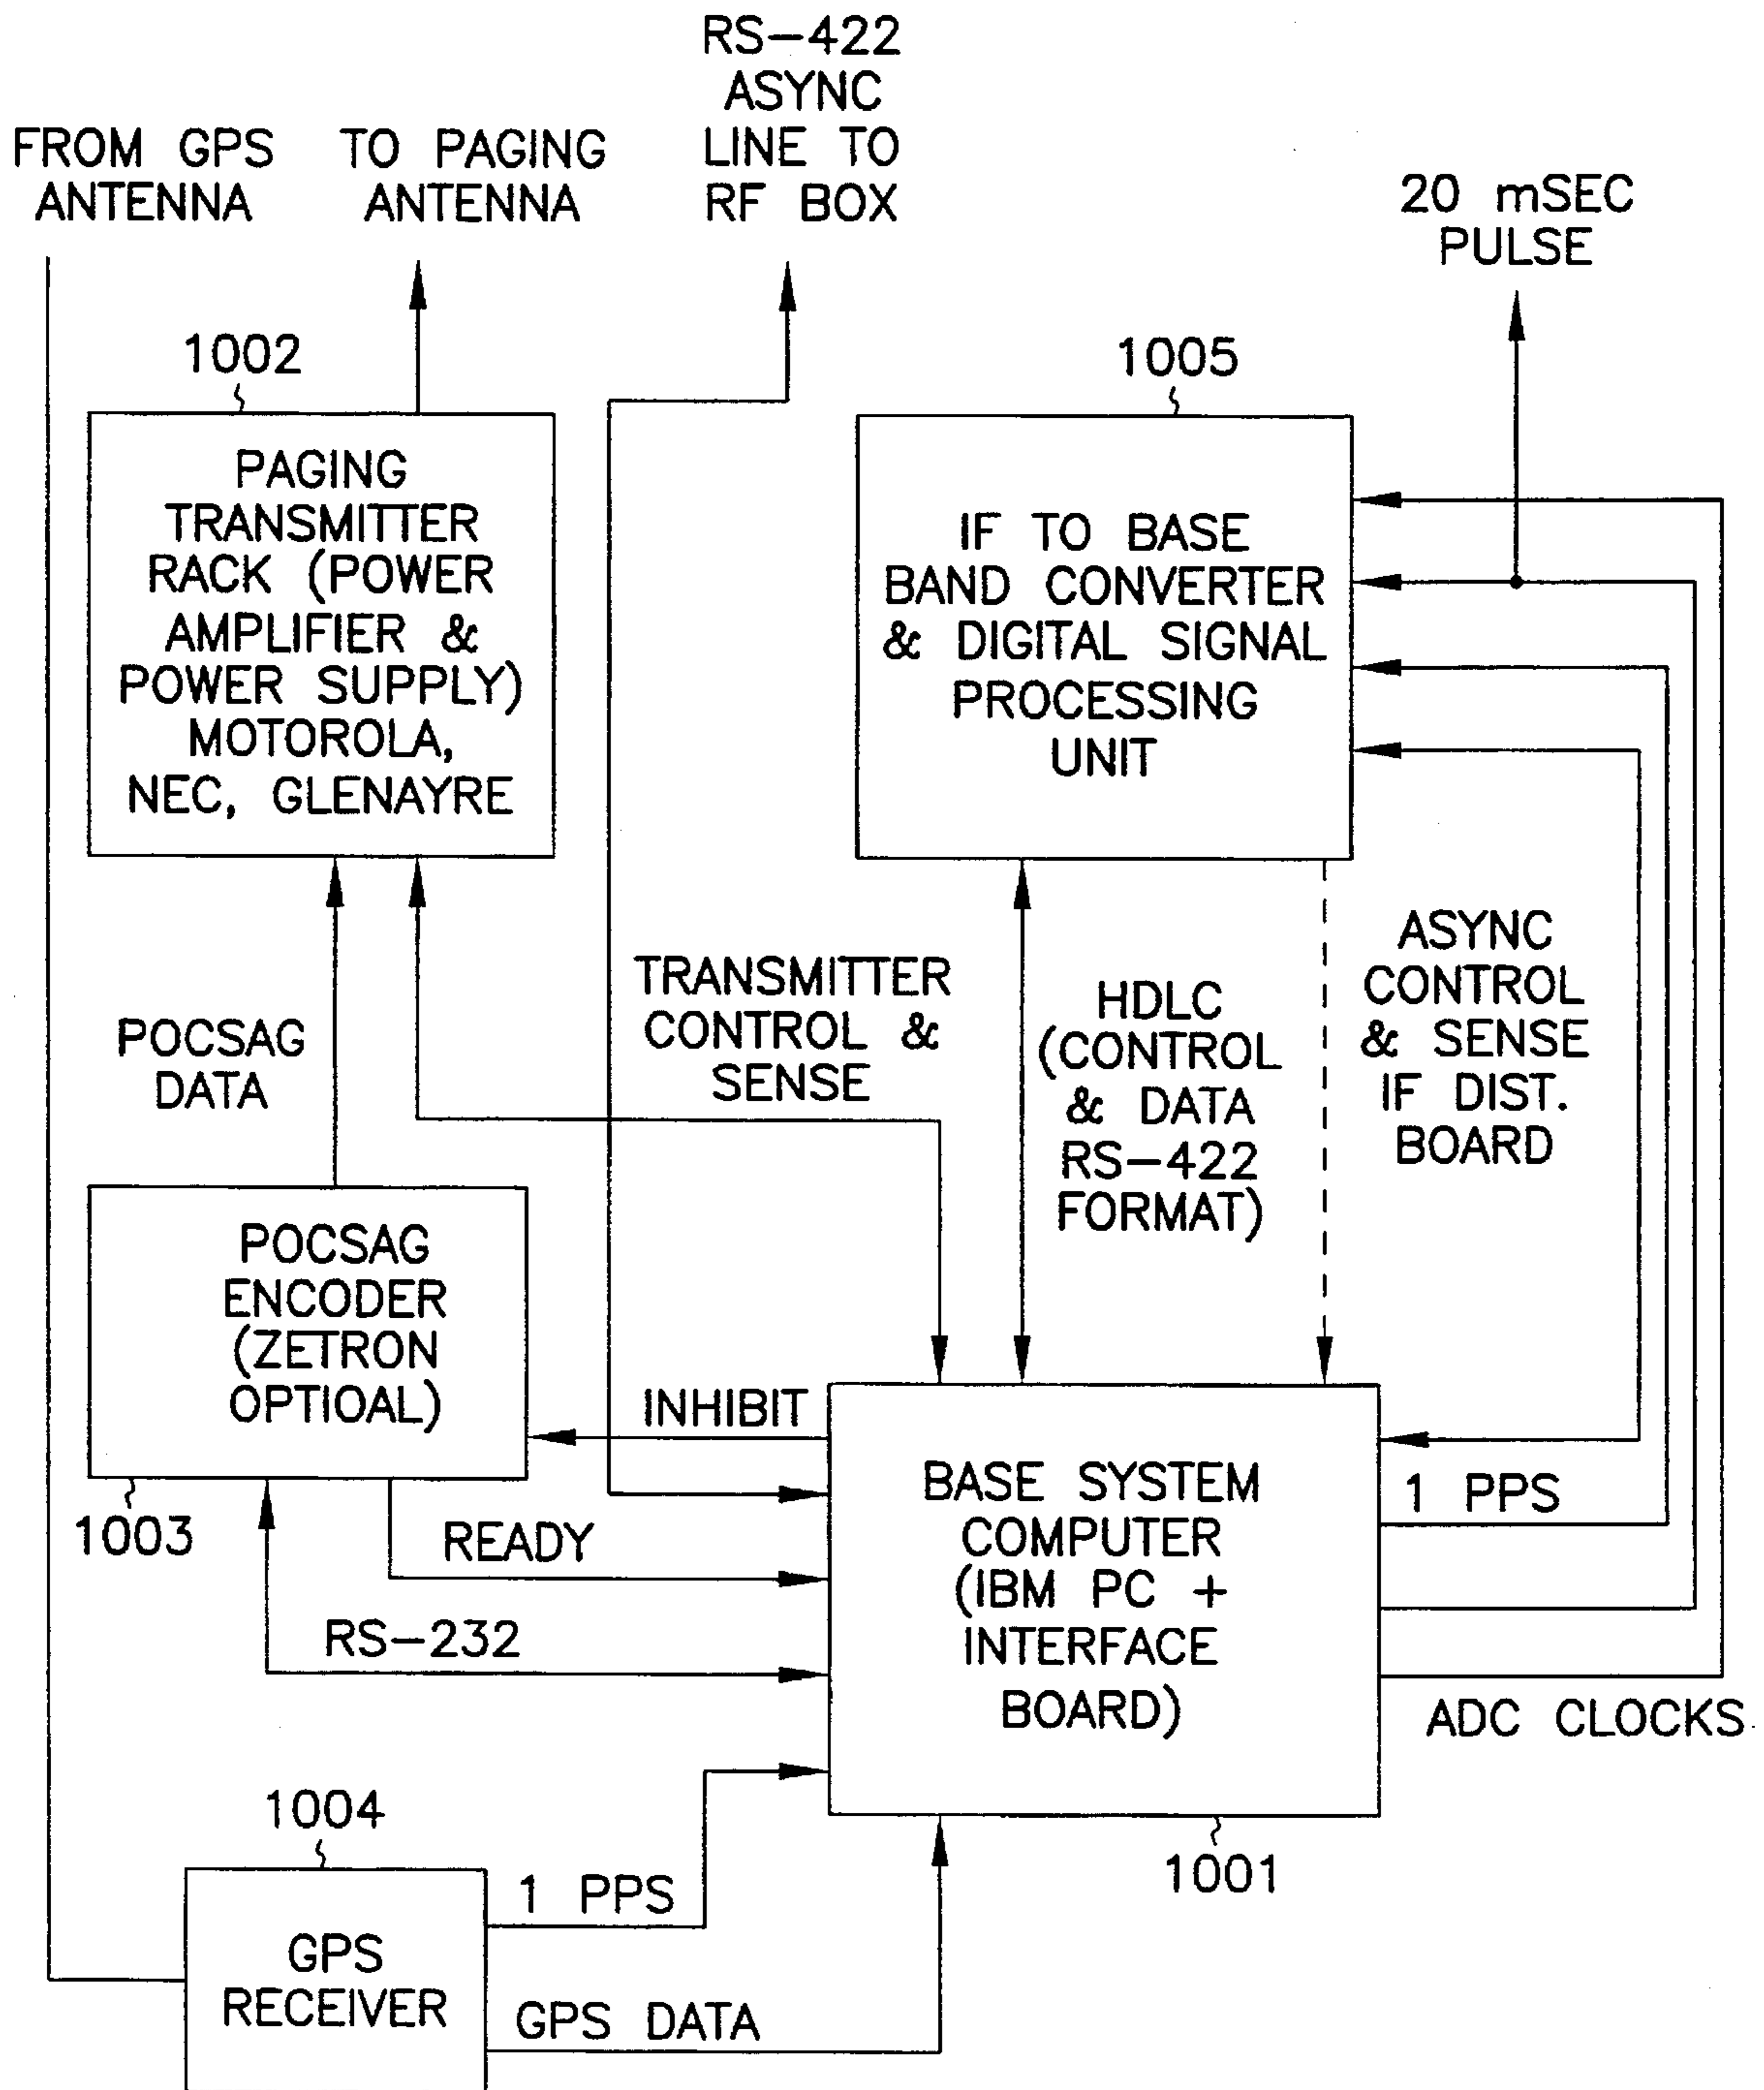 RS-422
ASYNC
LINE TO
RF BOX
FROM GPS
ANTENNA
TO PAGING
ANTENNA
20 mSEC
PULSE
1002
1005
PAGING
TRANSMITTER
RACK (POWER
AMPLIFIER &
POWER SUPPLY)
MOTOROLA,
NEC, GLENAYRE
IF TO BASE
BAND CONVERTER
& DIGITAL SIGNAL
PROCESSING
UNIT
POCSAG
DATA
TRANSMITTER
CONTROL &
SENSE
HDLC
(CONTROL
& DATA
RS-422
FORMAT)
ASYNC
CONTROL
& SENSE
IF DIST.
BOARD
POCSAG
ENCODER
(ZETRON
OPTIOAL)
1003
INHIBIT
READY
RS-232
BASE SYSTEM
COMPUTER
(IBM PC +
INTERFACE
BOARD)
1 PPS
ADC CLOCKS
1001
1004
GPS
RECEIVER
1 PPS
GPS DATA